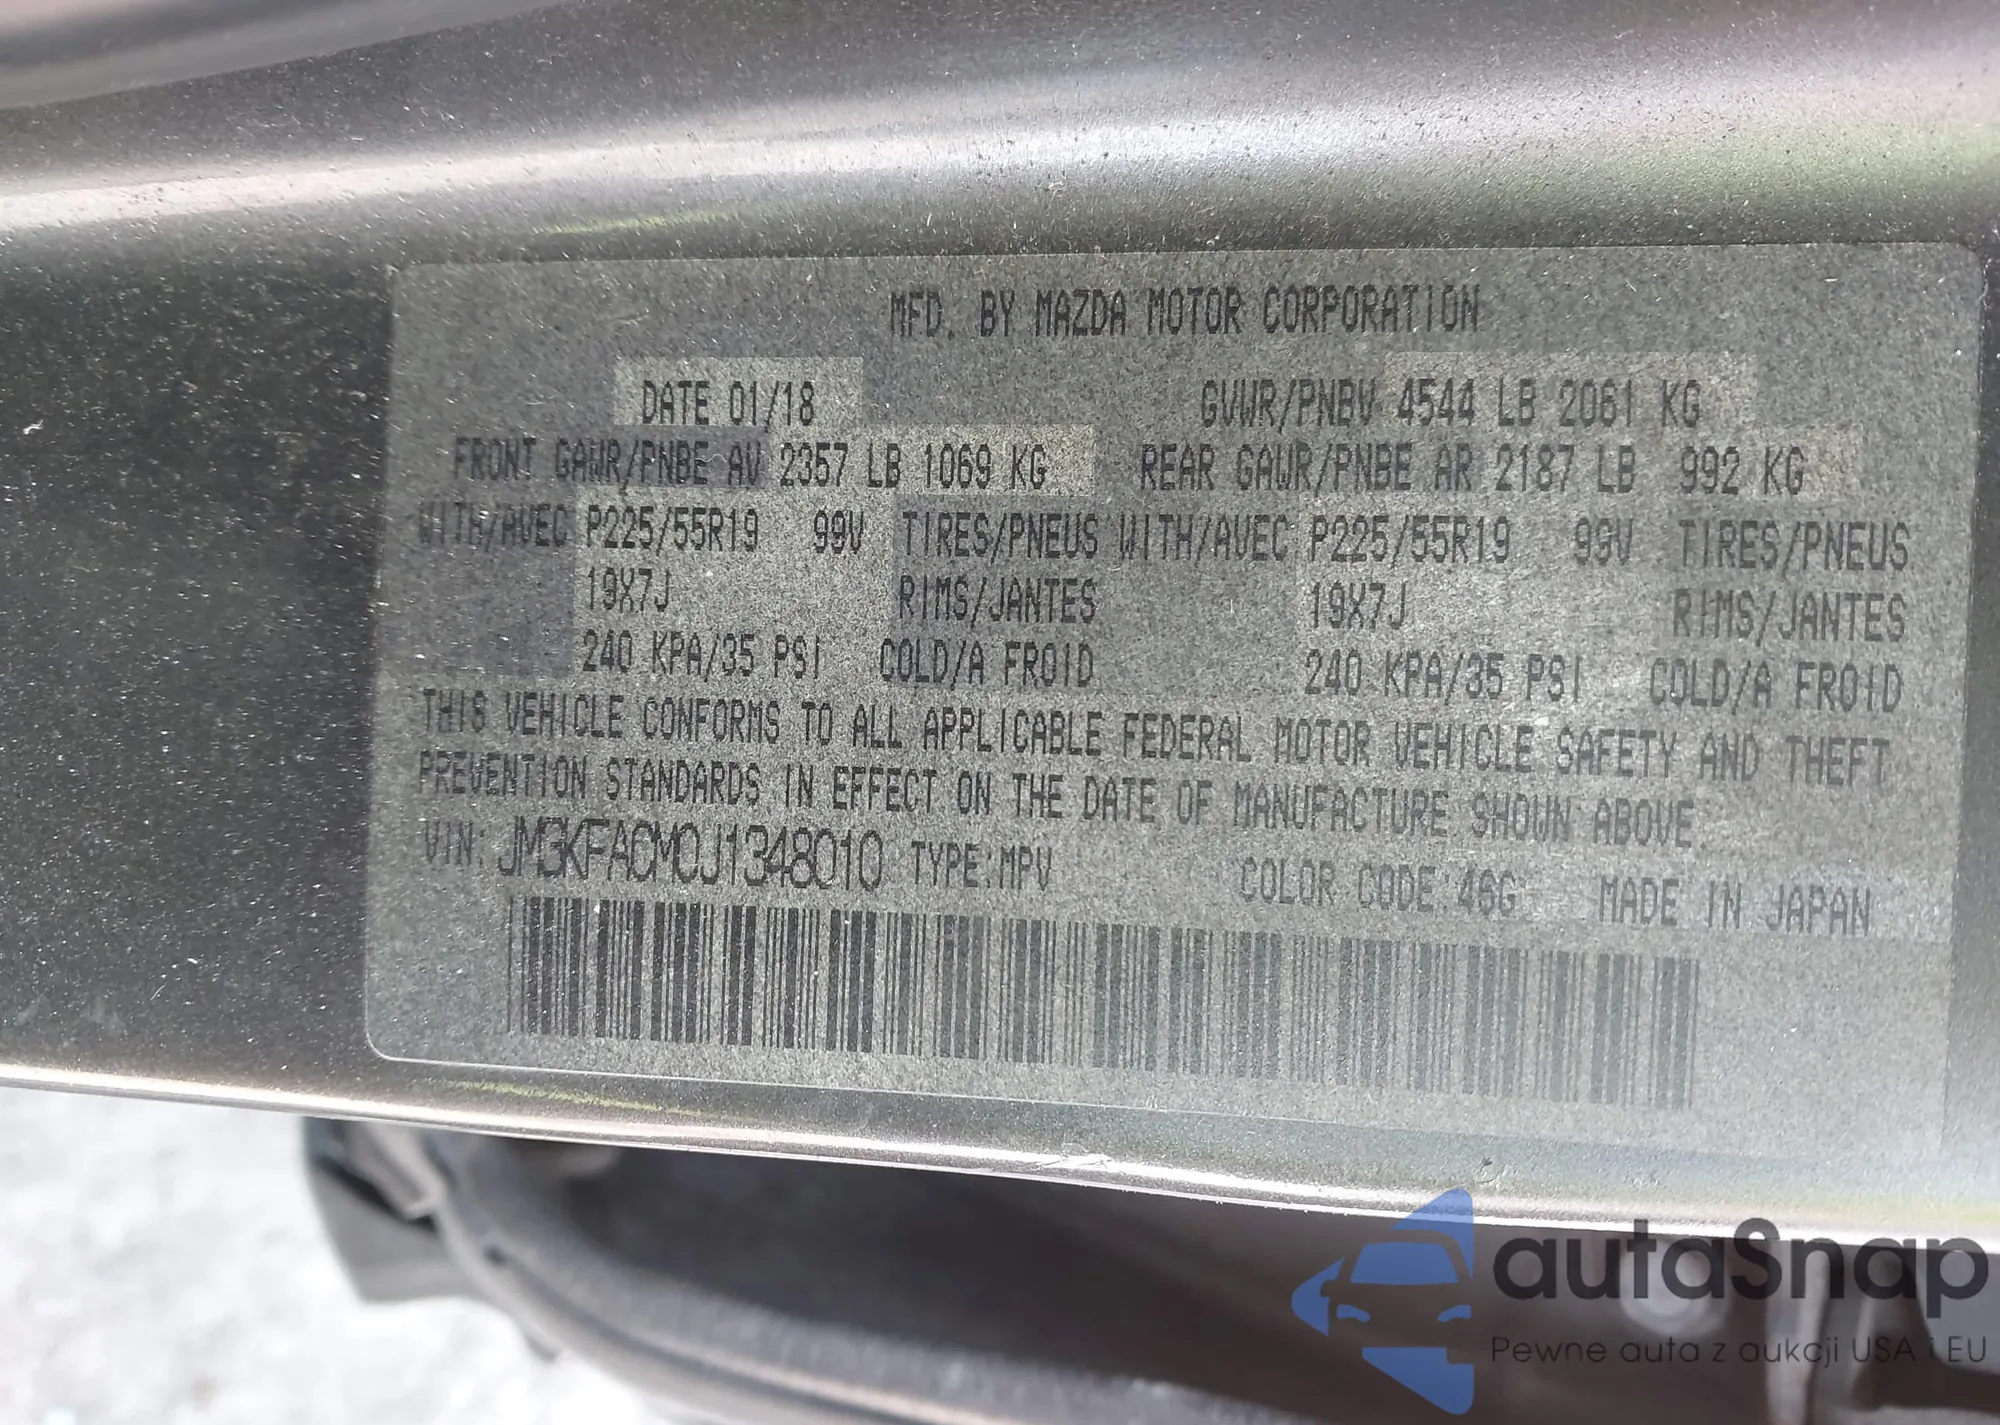 MFD. BY MAZDA MOTOR CORPORATION
DATE 01/18 GVWR/PNBV 4544 LB 2061 KG
FRONT GAWR/PNBE AV 2357 LB 1069 KG REAR GAWR/PNBE AR 2187 LB 992 KG
WITH/AVEC P225/55R19 99V TIRES/PNEUS WITH/AVEC P225/55R19 99V TIRES/PNEUS
19X7J RIMS/JANTES 19X7J RIMS/JANTES
240 KPA/35 PSI COLD/A FROID 240 KPA/35 PSI COLD/A FROID
THIS VEHICLE CONFORMS TO ALL APPLICABLE FEDERAL MOTOR VEHICLE SAFETY AND THEFT
PREVENTION STANDARDS IN EFFECT ON THE DATE OF MANUFACTURE SHOWN ABOVE.
VIN: JM3KFACM0J1348010 TYPE:MPV COLOR CODE:46G MADE IN JAPAN
autaSnap
Pewne auta z aukcji USA i EU